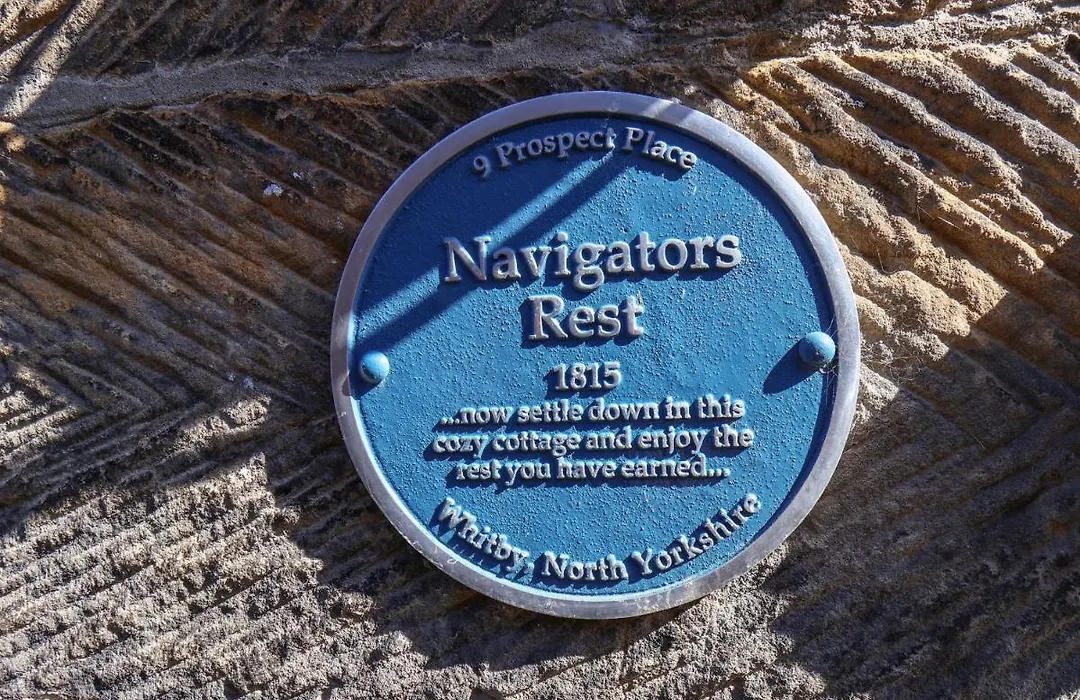 9 Prospect Place
Navigators
Rest
1815
...now settle down in this
cozy cottage and enjoy the
rest you have earned...
Whitby, North Yorkshire